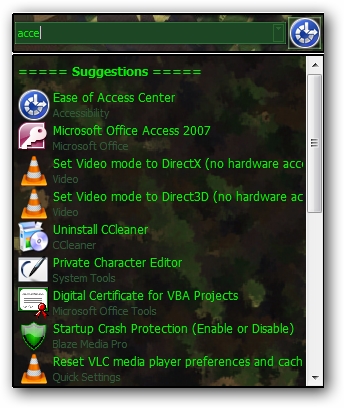 acce
===== Suggestions =====
Ease of Access Center
Accessibility
Microsoft Office Access 2007
Microsoft Office
Set Video mode to DirectX (no hardware acc
Video
Set Video mode to Direct3D (no hardware acc
Video
Uninstall CCleaner
CCleaner
Private Character Editor
System Tools
Digital Certificate for VBA Projects
Microsoft Office Tools
Startup Crash Protection (Enable or Disable)
Blaze Media Pro
Reset VLC media player preferences and cach
Quick Settings